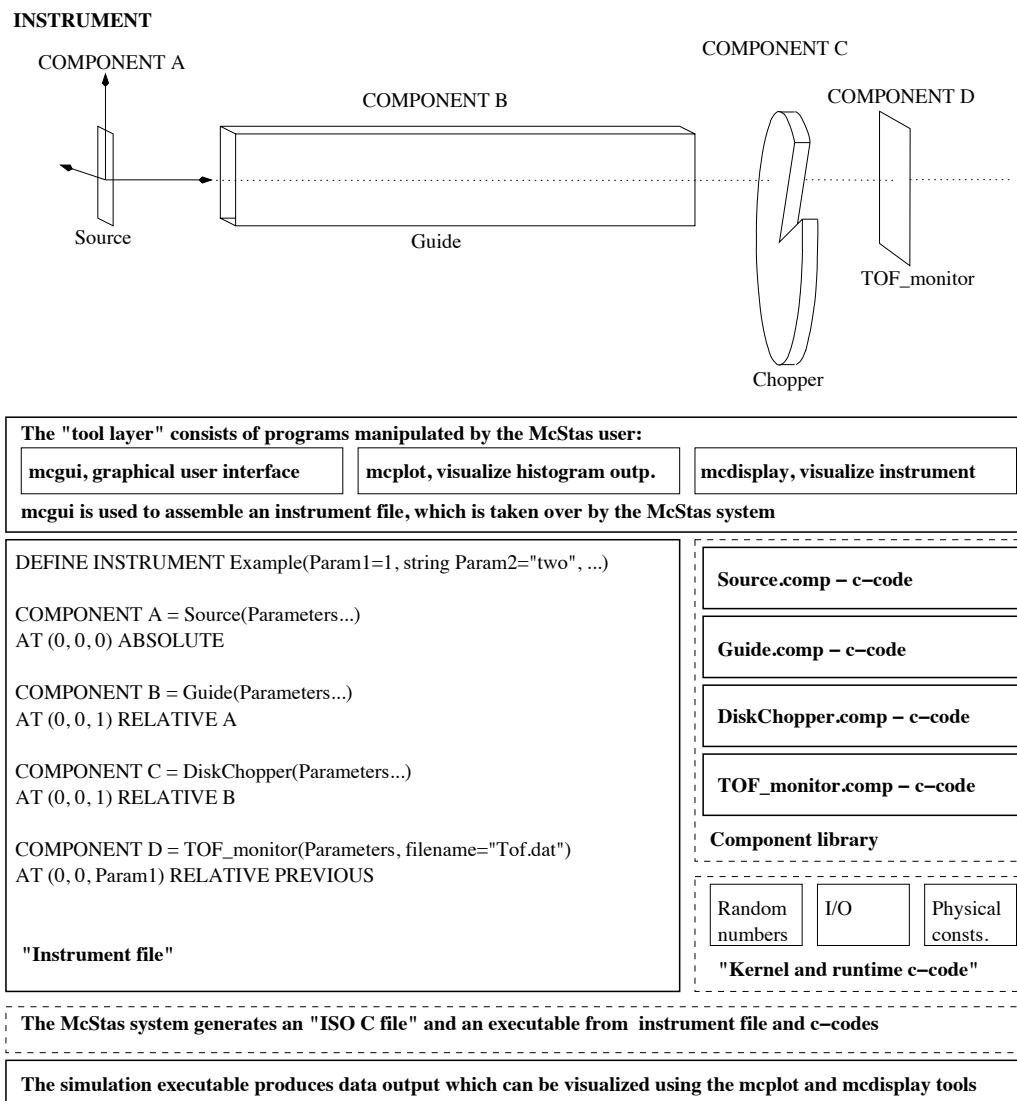 INSTRUMENT
COMPONENT A
COMPONENT B
COMPONENT C
COMPONENT D
Source
Guide
Chopper
TOF_monitor
The "tool layer" consists of programs manipulated by the McStas user:
mcgui, graphical user interface
mcplot, visualize histogram outp.
mcdisplay, visualize instrument
mcgui is used to assemble an instrument file, which is taken over by the McStas system
DEFINE INSTRUMENT Example(Param1=1, string Param2="two", ...)
COMPONENT A = Source(Parameters...)
AT (0, 0, 0) ABSOLUTE
COMPONENT B = Guide(Parameters...)
AT (0, 0, 1) RELATIVE A
COMPONENT C = DiskChopper(Parameters...)
AT (0, 0, 1) RELATIVE B
COMPONENT D = TOF_monitor(Parameters, filename="Tof.dat")
AT (0, 0, Param1) RELATIVE PREVIOUS
"Instrument file"
Source.comp − c−code
Guide.comp − c−code
DiskChopper.comp − c−code
TOF_monitor.comp − c−code
Component library
Random
numbers
I/O
Physical
consts.
"Kernel and runtime c−code"
The McStas system generates an "ISO C file" and an executable from instrument file and c−codes
The simulation executable produces data output which can be visualized using the mcplot and mcdisplay tools